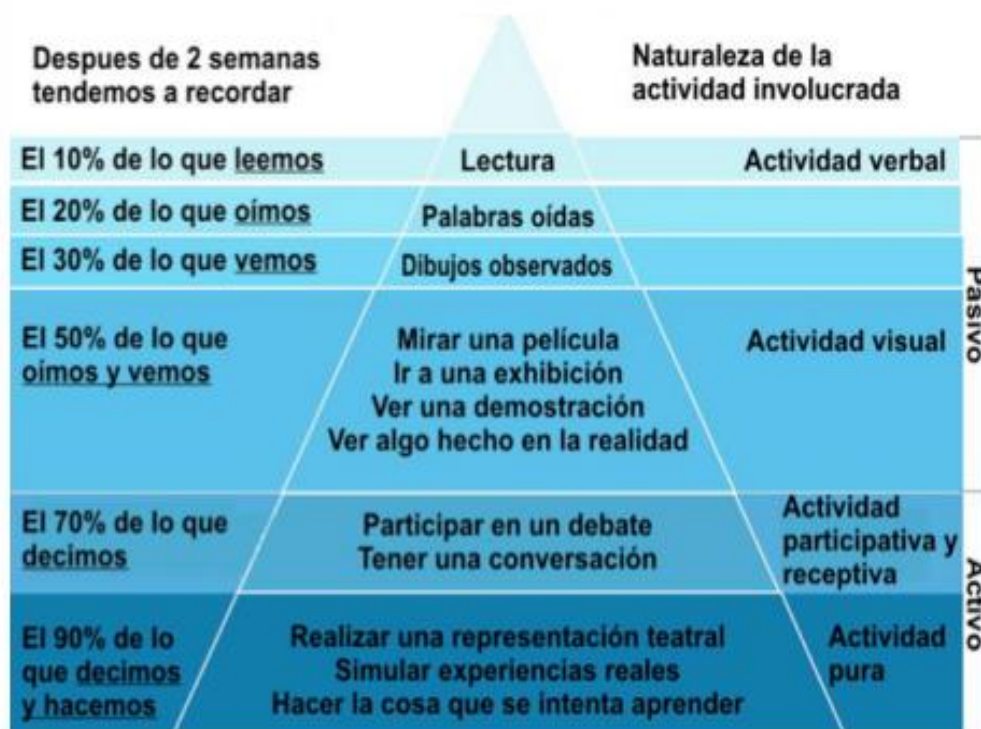 Despues de 2 semanas
tendemos a recordar
Naturaleza de la
actividad involucrada
El 10% de lo que leemos
Lectura
Actividad verbal
El 20% de lo que oímos
Palabras oídas
El 30% de lo que vemos
Dibujos observados
El 50% de lo que
oímos y vemos
Mirar una película
Ir a una exhibición
Ver una demostración
Ver algo hecho en la realidad
Actividad visual
Pasivo
El 70% de lo que
decimos
Participar en un debate
Tener una conversación
Actividad
participativa y
receptiva
El 90% de lo
que decimos
y hacemos
Realizar una representación teatral
Simular experiencias reales
Hacer la cosa que se intenta aprender
Actividad
pura
Activo